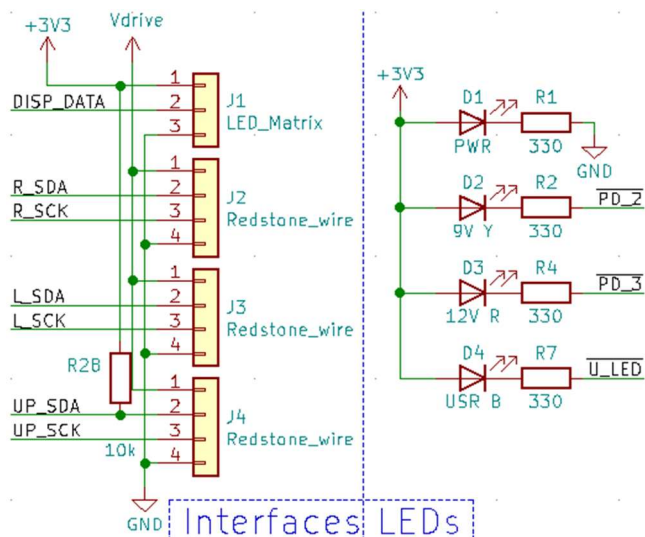 +3V3
Vdrive
1
2
3
J1
LED_Matrix
DISP_DATA
1
2
3
4
J2
Redstone_wire
R_SDA
R_SCK
1
2
3
4
J3
Redstone_wire
L_SDA
L_SCK
R28
10k
1
2
3
4
J4
Redstone_wire
UP_SDA
UP_SCK
GND
Interfaces
+3V3
D1
R1
PWR
330
GND
D2
R2
PD_2
9V Y
330
D3
R4
PD_3
12V R
330
D4
R7
U_LED
USR B
330
LEDs